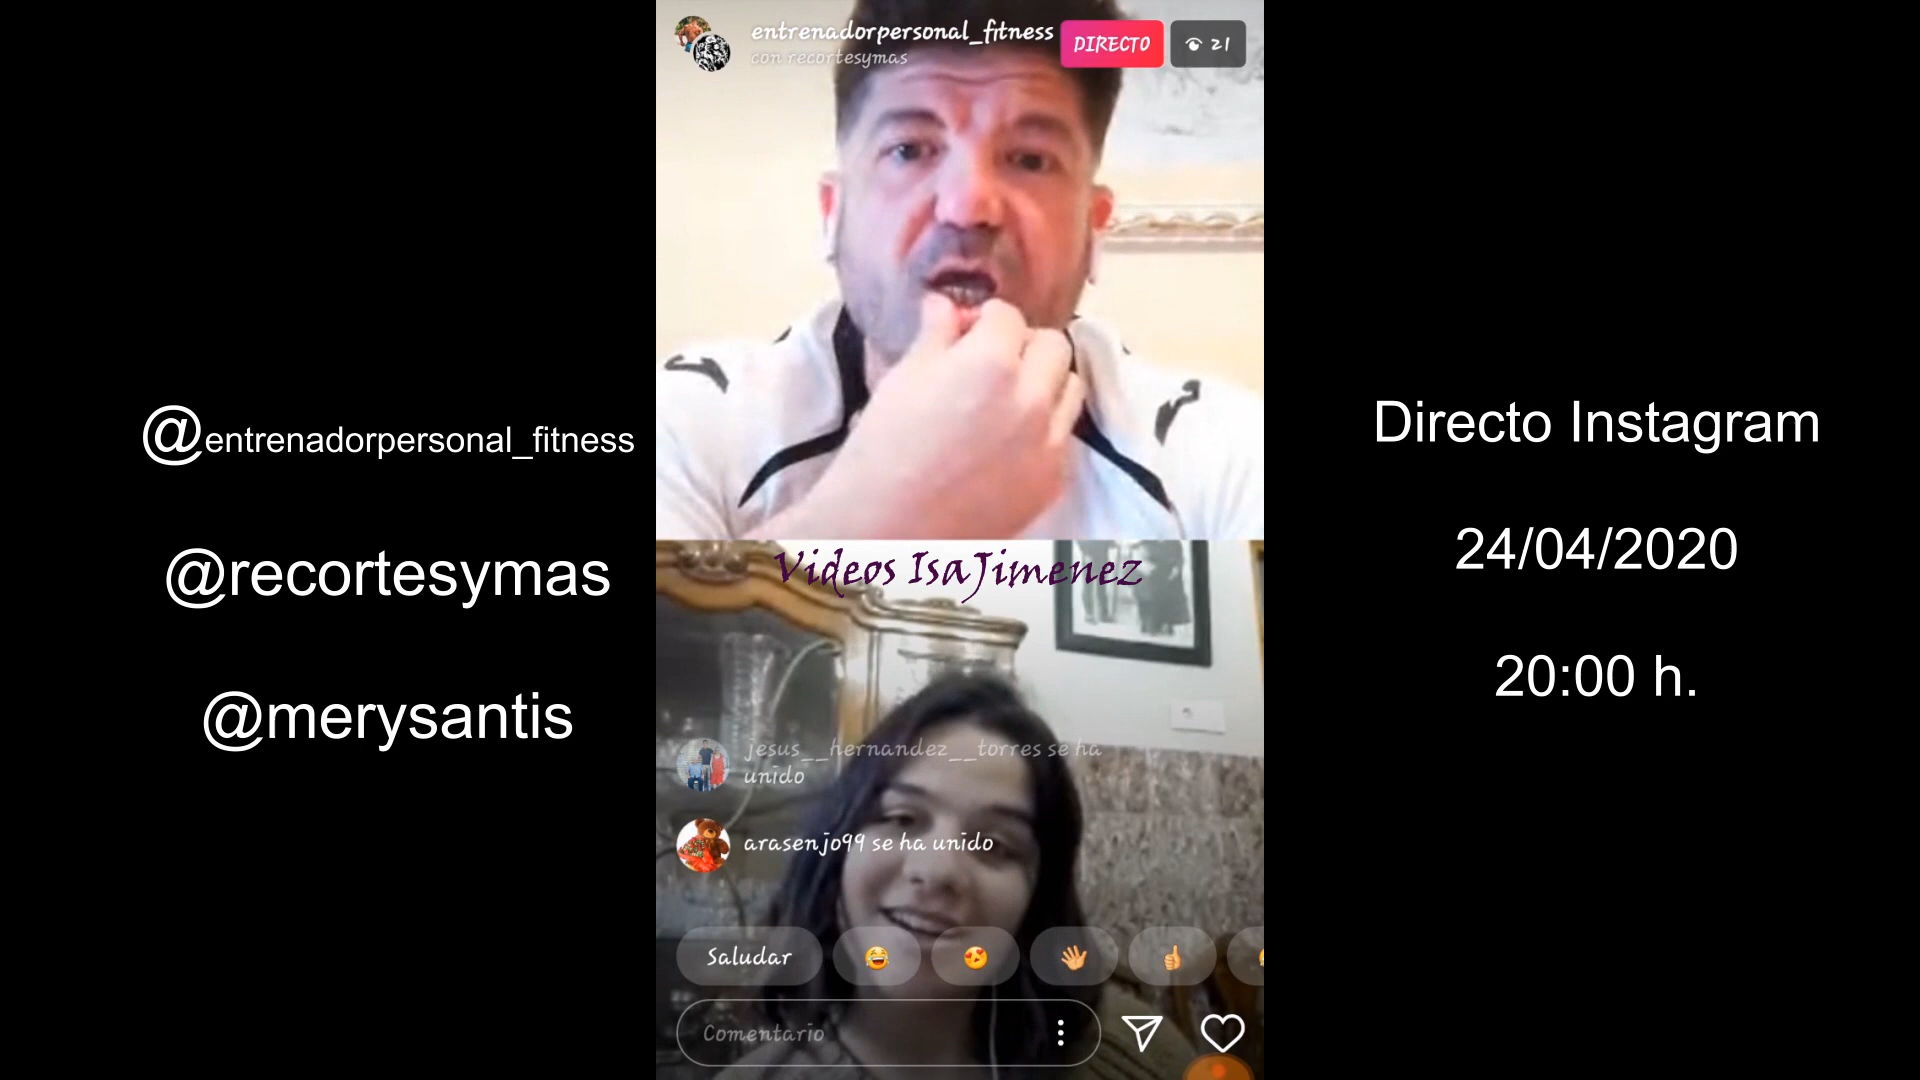 entrenadorpersonal_fitness
con recortesymas
DIRECTO
21
@entrenadorpersonal_fitness
@recortesymas
@merysantis
Videos IsaJimenez
jesus__hernandez__torres se ha
unido
arasenjo99 se ha unido
Saludar
Comentario
Directo Instagram
24/04/2020
20:00 h.